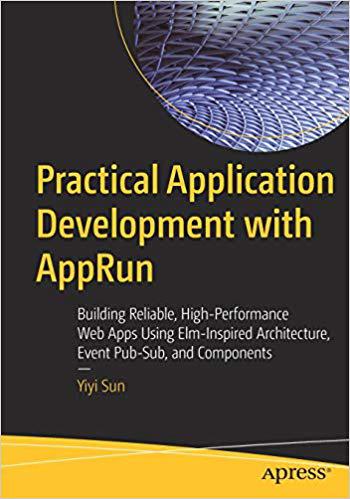 Practical Application
Development with
AppRun
Building Reliable, High-Performance
Web Apps Using Elm-Inspired Architecture,
Event Pub-Sub, and Components
—
Yiyi Sun
Apress®